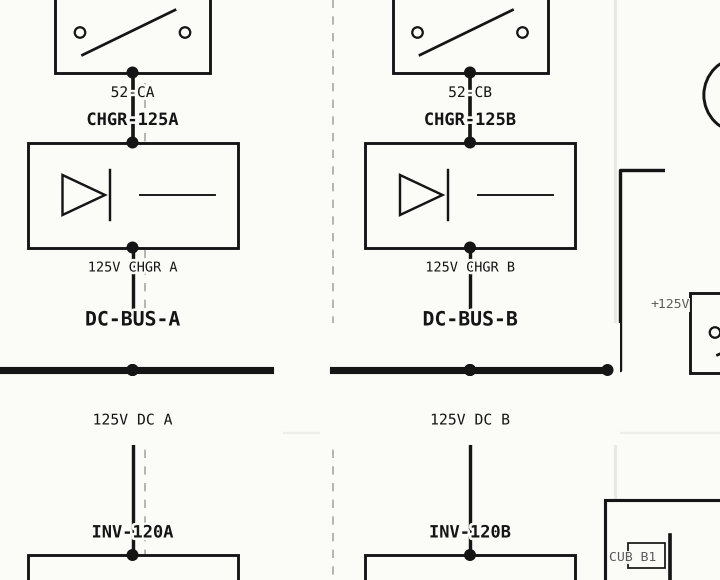 52-CA
52-CB
CHGR-125A
CHGR-125B
125V CHGR A
125V CHGR B
+125V
DC-BUS-A
DC-BUS-B
125V DC A
125V DC B
INV-120A
INV-120B
CUB B1